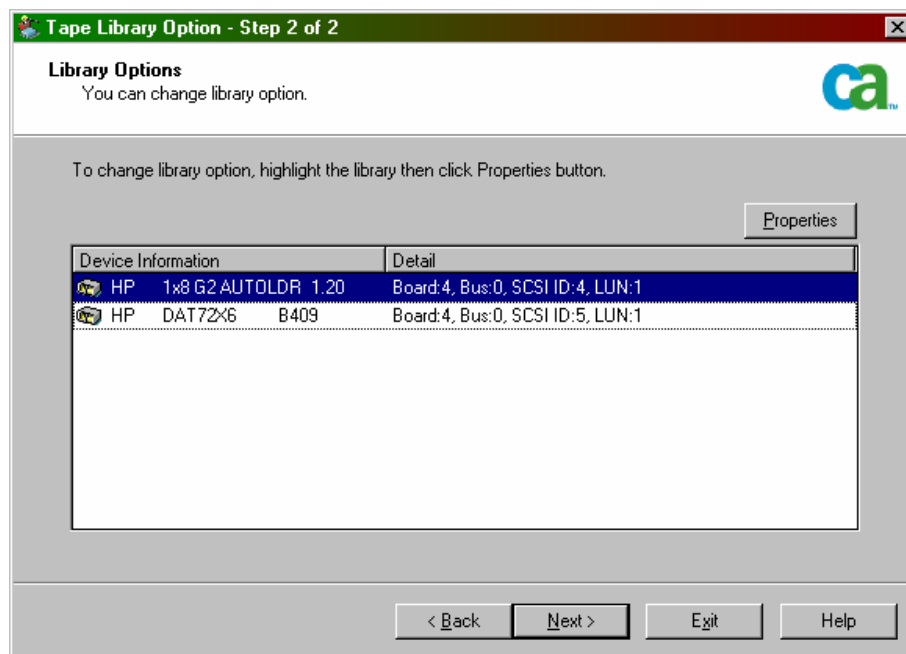 Tape Library Option - Step 2 of 2
Library Options
You can change library option.
ca™
To change library option, highlight the library then click Properties button.
Properties
Device Information Detail
HP 1x8 G2 AUTOLDR 1.20 Board:4, Bus:0, SCSI ID:4, LUN:1
HP DAT72X6 B409 Board:4, Bus:0, SCSI ID:5, LUN:1
< Back Next > Exit Help